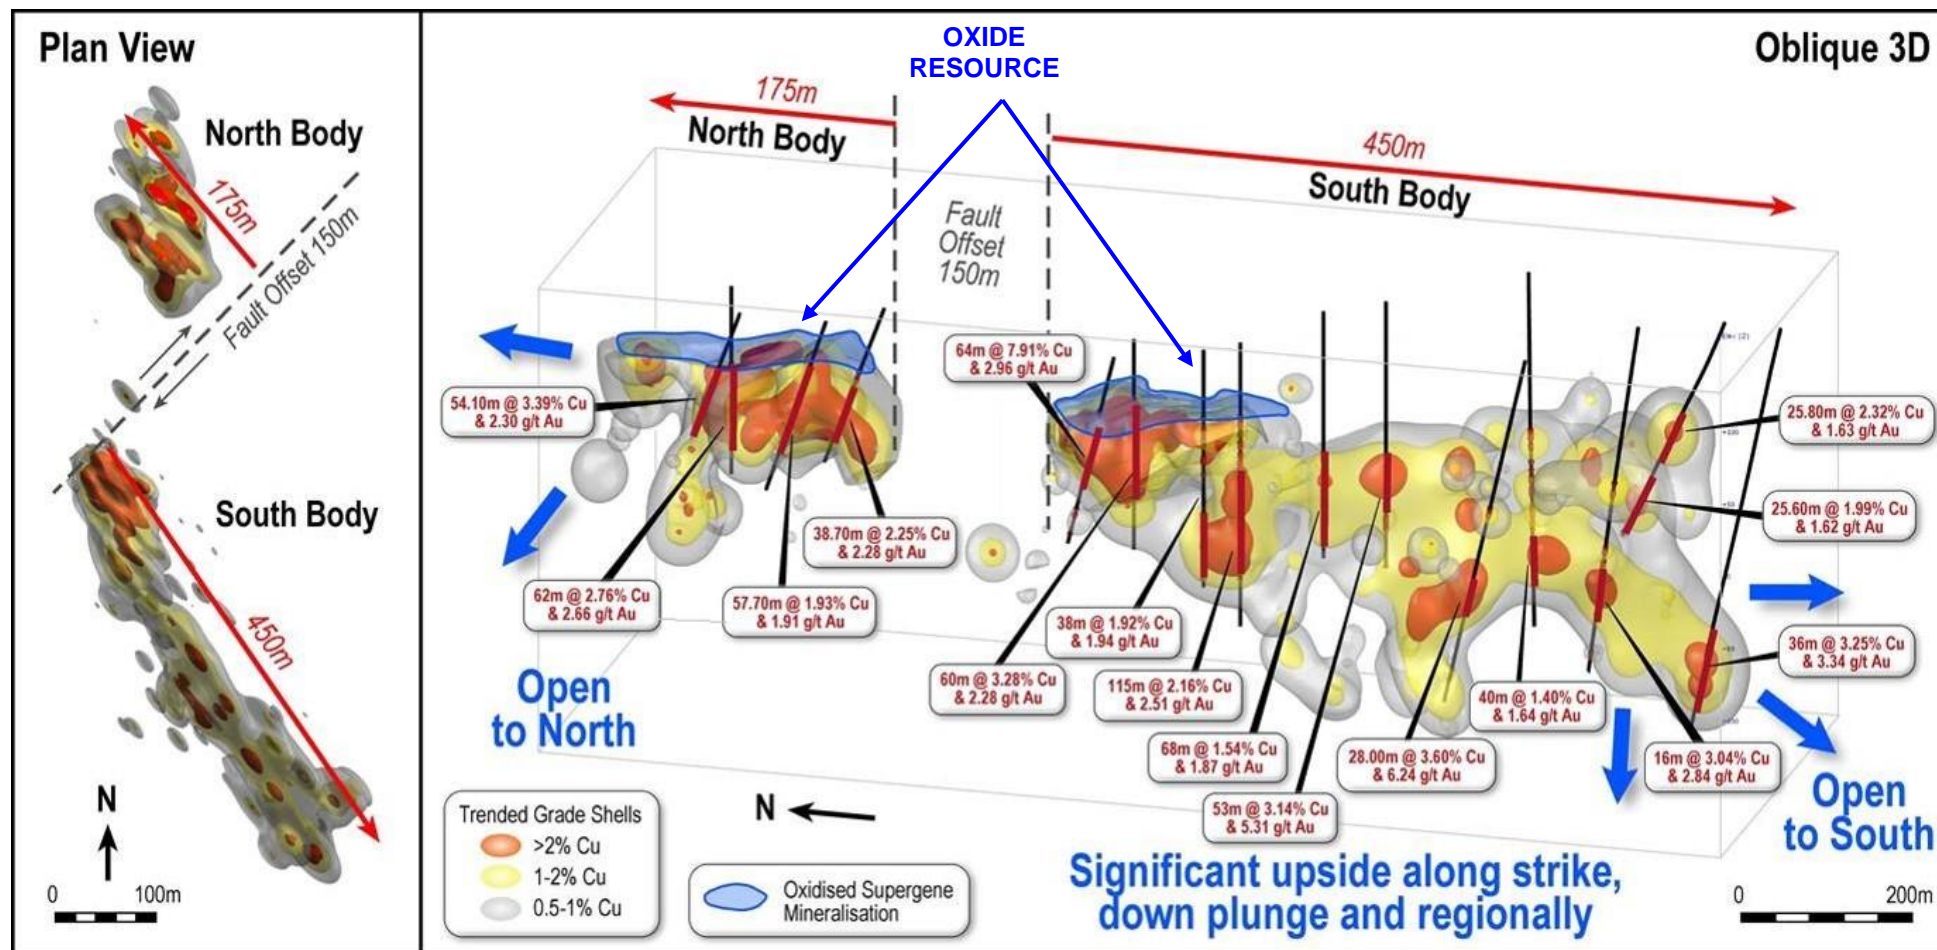 Plan View
North Body
175m
Fault Offset 150m
South Body
450m
N
0 100m
Oblique 3D
OXIDE
RESOURCE
175m
North Body
450m
South Body
Fault
Offset
150m
64m @ 7.91% Cu
& 2.96 g/t Au
54.10m @ 3.39% Cu
& 2.30 g/t Au
25.80m @ 2.32% Cu
& 1.63 g/t Au
25.60m @ 1.99% Cu
& 1.62 g/t Au
38.70m @ 2.25% Cu
& 2.28 g/t Au
62m @ 2.76% Cu
& 2.66 g/t Au
57.70m @ 1.93% Cu
& 1.91 g/t Au
38m @ 1.92% Cu
& 1.94 g/t Au
36m @ 3.25% Cu
& 3.34 g/t Au
60m @ 3.28% Cu
& 2.28 g/t Au
115m @ 2.16% Cu
& 2.51 g/t Au
40m @ 1.40% Cu
& 1.64 g/t Au
68m @ 1.54% Cu
& 1.87 g/t Au
28.00m @ 3.60% Cu
& 6.24 g/t Au
16m @ 3.04% Cu
& 2.84 g/t Au
53m @ 3.14% Cu
& 5.31 g/t Au
Open
to North
Open
to South
N
Trended Grade Shells
>2% Cu
1-2% Cu
0.5-1% Cu
Oxidised Supergene
Mineralisation
Significant upside along strike,
down plunge and regionally
0 200m